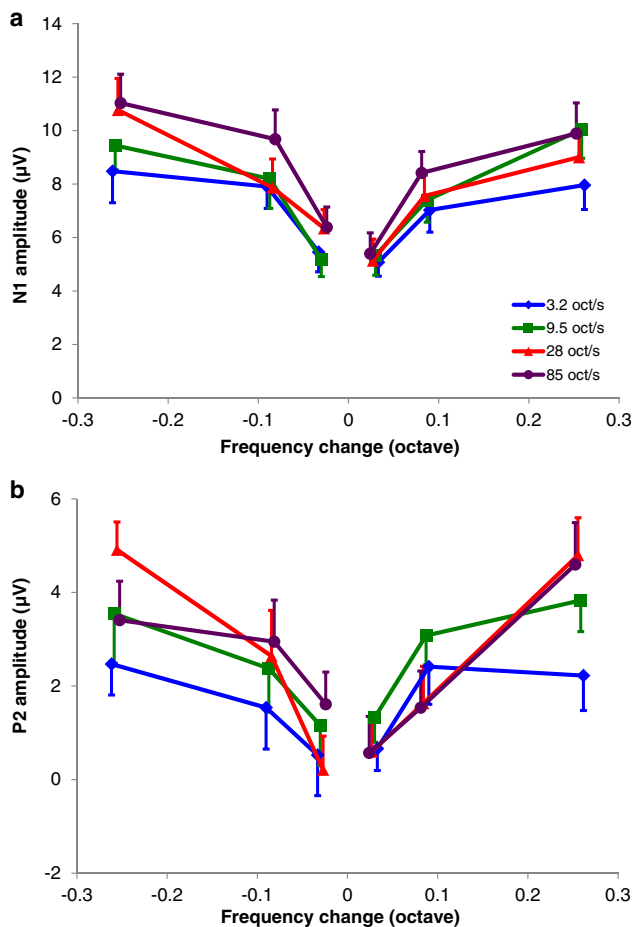 a
14
12
10
8
6
4
2
0
N1 amplitude (µV)
-0.3 -0.2 -0.1 0 0.1 0.2 0.3
Frequency change (octave)
3.2 oct/s
9.5 oct/s
28 oct/s
85 oct/s
b
6
4
2
0
-2
P2 amplitude (µV)
-0.3 -0.2 -0.1 0 0.1 0.2 0.3
Frequency change (octave)